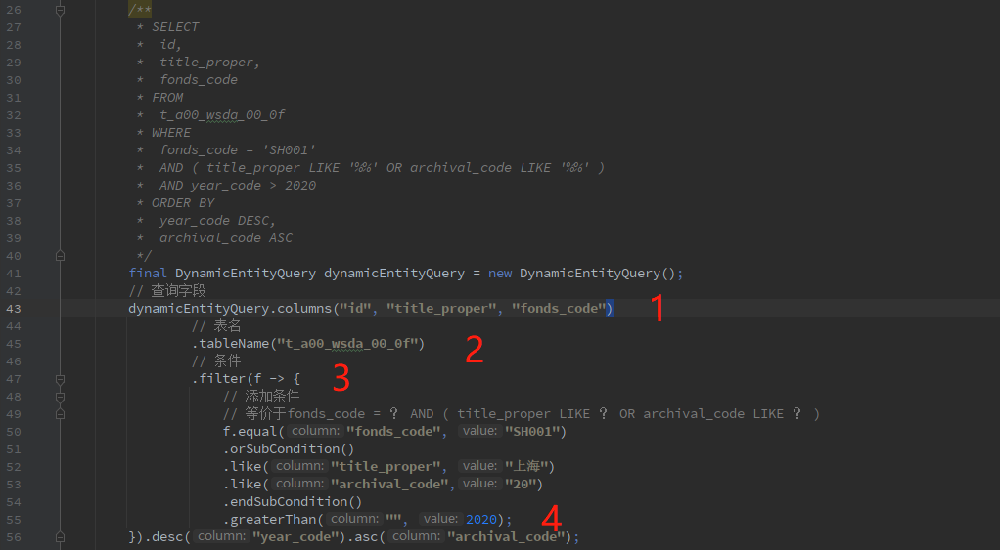 26 /**
27 * SELECT
28 * id,
29 * title_proper,
30 * fonds_code
31 * FROM
32 * t_a00_wsda_00_0f
33 * WHERE
34 * fonds_code = 'SH001'
35 * AND ( title_proper LIKE '%%' OR archival_code LIKE '%%' )
36 * AND year_code > 2020
37 * ORDER BY
38 * year_code DESC,
39 * archival_code ASC
40 */
41 final DynamicEntityQuery dynamicEntityQuery = new DynamicEntityQuery();
42 // 查询字段
43 dynamicEntityQuery.columns("id", "title_proper", "fonds_code") 1
44 // 表名
45 .tableName("t_a00_wsda_00_0f") 2
46 // 条件
47 .filter(f -> { 3
48 // 添加条件
49 // 等价于fonds_code = ? AND ( title_proper LIKE ? OR archival_code LIKE ? )
50 f.equal( column: "fonds_code", value: "SH001")
51 .orSubCondition()
52 .like( column: "title_proper", value: "上海")
53 .like( column: "archival_code", value: "20")
54 .endSubCondition()
55 .greaterThan( column: "", value: 2020); 4
56 }).desc( column: "year_code").asc( column: "archival_code");